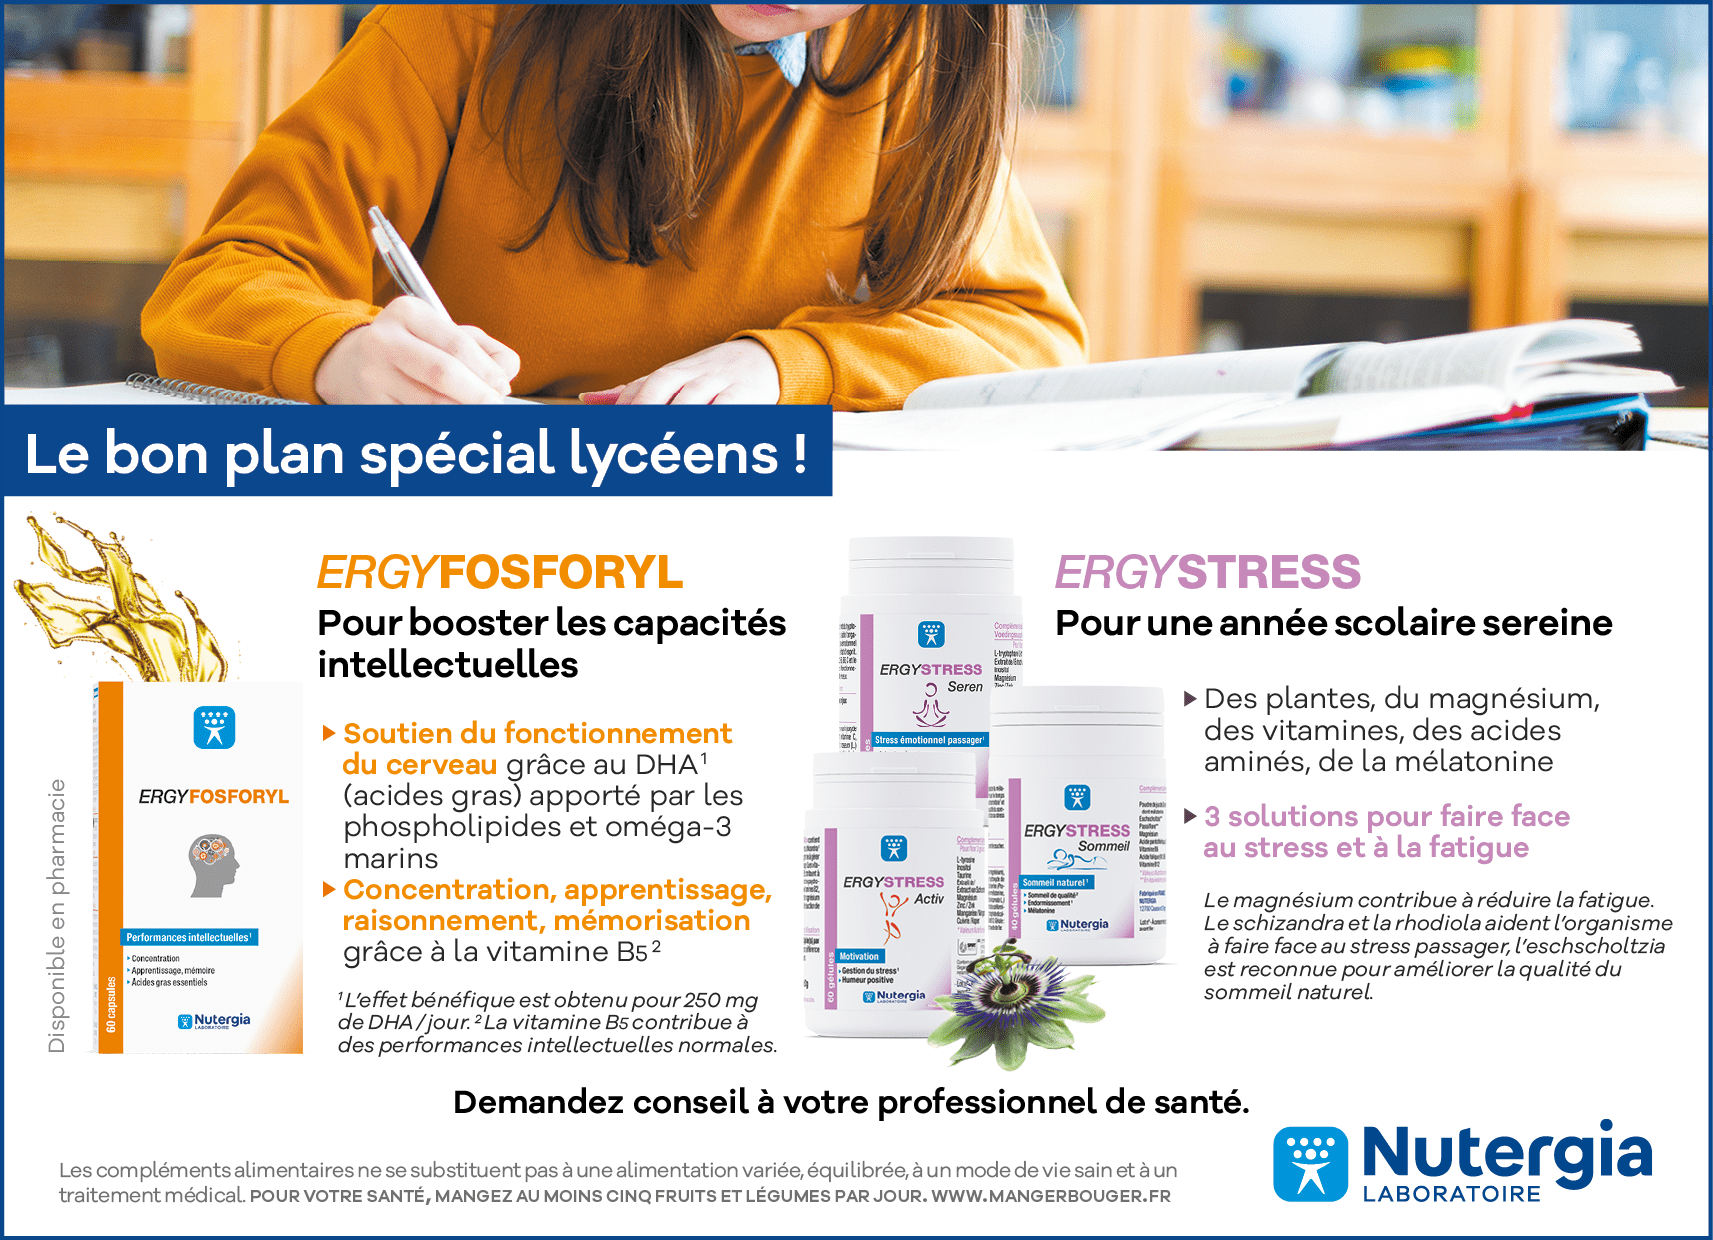 Le bon plan spécial lycéens !
ERGYFOSFORYL
Pour booster les capacités
intellectuelles
Soutien du fonctionnement
du cerveau grâce au DHA¹
(acides gras) apporté par les
phospholipides et oméga-3
marins
Concentration, apprentissage,
raisonnement, mémorisation
grâce à la vitamine B5 ²
¹ L'effet bénéfique est obtenu pour 250 mg
de DHA / jour. ² La vitamine B5 contribue à
des performances intellectuelles normales.
Disponible en pharmacie
ERGYFOSFORYL
Performances intellectuelles¹
Concentration
Apprentissage, mémoire
Acides gras essentiels
60 capsules
Nutergia
LABORATOIRE
ERGYSTRESS
Seren
Stress émotionnel passager¹
ERGYSTRESS
Activ
Motivation
Gestion du stress¹
Humeur positive
60 gélules
Nutergia
ERGYSTRESS
Sommeil
Sommeil naturel¹
Sommeil de qualité¹
Endormissement¹
Mélatonine
40 gélules
Nutergia
ERGYSTRESS
Pour une année scolaire sereine
Des plantes, du magnésium,
des vitamines, des acides
aminés, de la mélatonine
3 solutions pour faire face
au stress et à la fatigue
Le magnésium contribue à réduire la fatigue.
Le schizandra et la rhodiola aident l'organisme
à faire face au stress passager, l'eschscholtzia
est reconnue pour améliorer la qualité du
sommeil naturel.
Demandez conseil à votre professionnel de santé.
Les compléments alimentaires ne se substituent pas à une alimentation variée, équilibrée, à un mode de vie sain et à un
traitement médical. POUR VOTRE SANTÉ, MANGEZ AU MOINS CINQ FRUITS ET LÉGUMES PAR JOUR. WWW.MANGERBOUGER.FR
Nutergia
LABORATOIRE